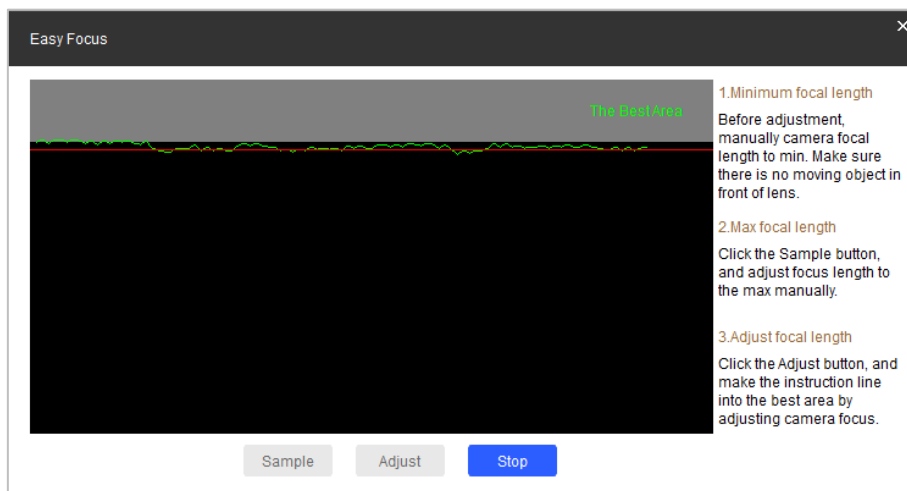 Easy Focus
The Best Area
1.Minimum focal length
Before adjustment,
manually camera focal
length to min. Make sure
there is no moving object in
front of lens.
2.Max focal length
Click the Sample button,
and adjust focus length to
the max manually.
3.Adjust focal length
Click the Adjust button, and
make the instruction line
into the best area by
adjusting camera focus.
Sample
Adjust
Stop